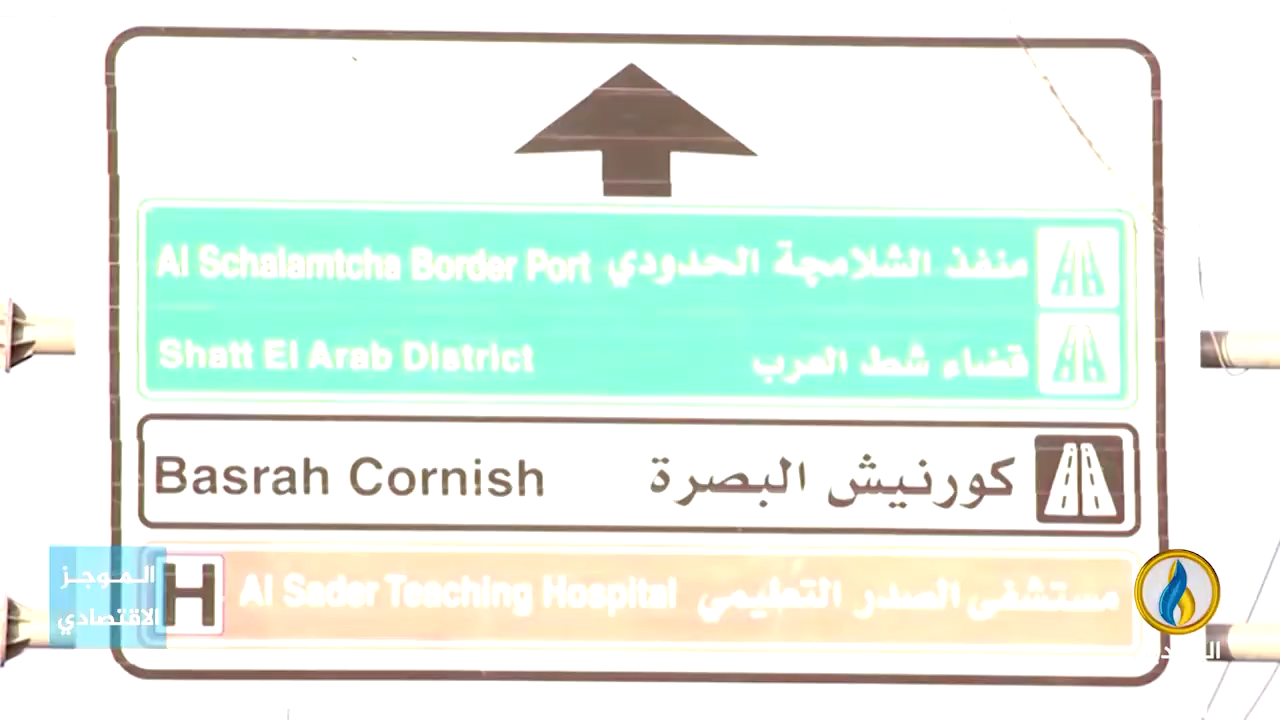 Al Schalamtcha Border Port منفذ الشلامچة الحدودي
Shatt El Arab District قضاء شط العرب
Basrah Cornish كورنيش البصرة
H Al Sader Teaching Hospital مستشفى الصدر التعليمي
الموجز
الاقتصادي